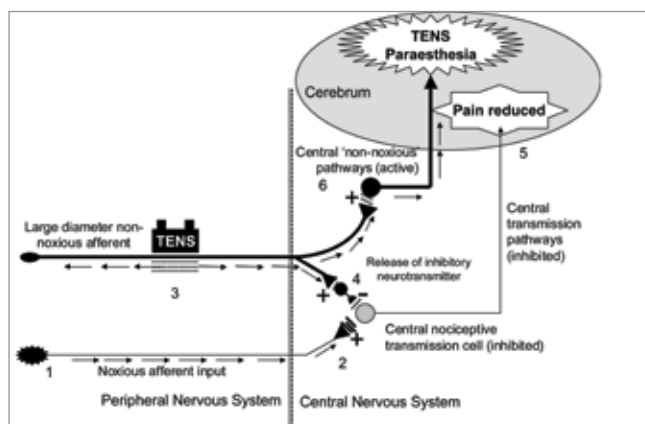 TENS
Paraesthesia
Cerebrum
Pain reduced
5
Central 'non-noxious'
pathways (active)
6
+
Large diameter non-
noxious afferent
TENS
3
Central
transmission
pathways
(inhibited)
Release of inhibitory
neurotransmitter
4
+
-
+
Central nociceptive
transmission cell (inhibited)
2
1
Noxious afferent input
Peripheral Nervous System
Central Nervous System